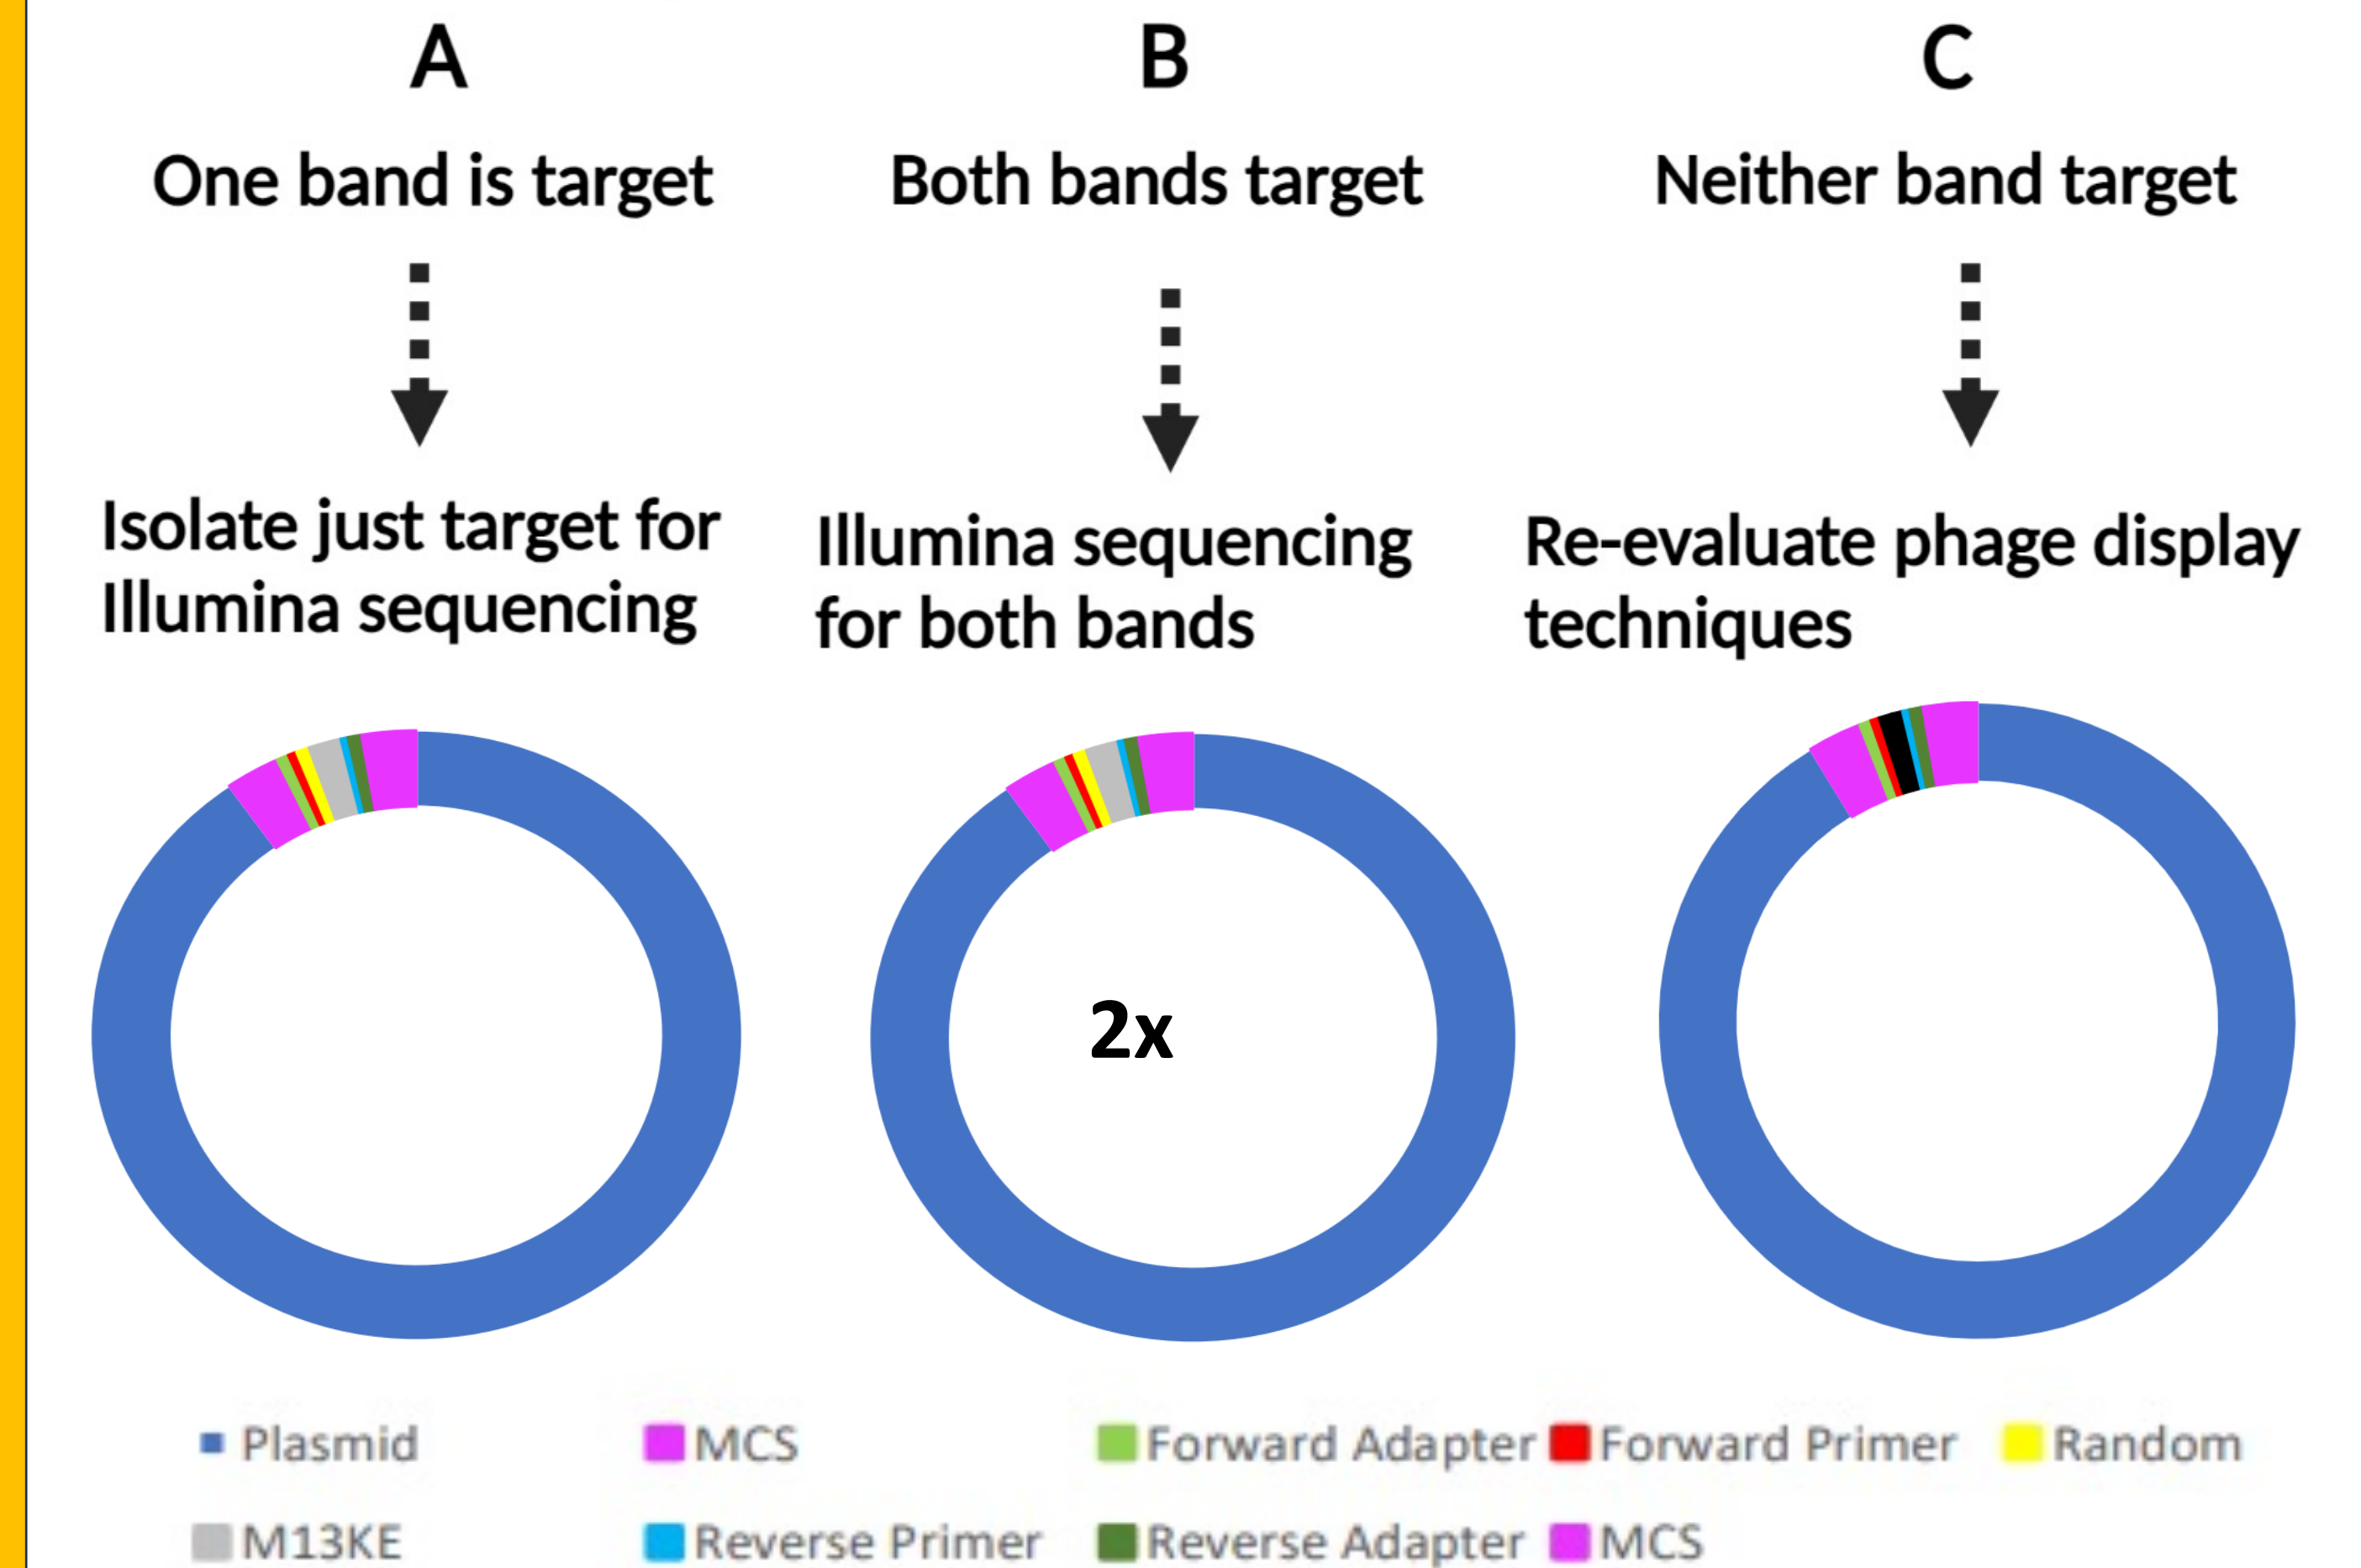 A
B
C
One band is target
Both bands target
Neither band target
Isolate just target for
Illumina sequencing
Illumina sequencing
for both bands
Re-evaluate phage display
techniques
2x
Plasmid
MCS
Forward Adapter
Forward Primer
Random
M13KE
Reverse Primer
Reverse Adapter
MCS